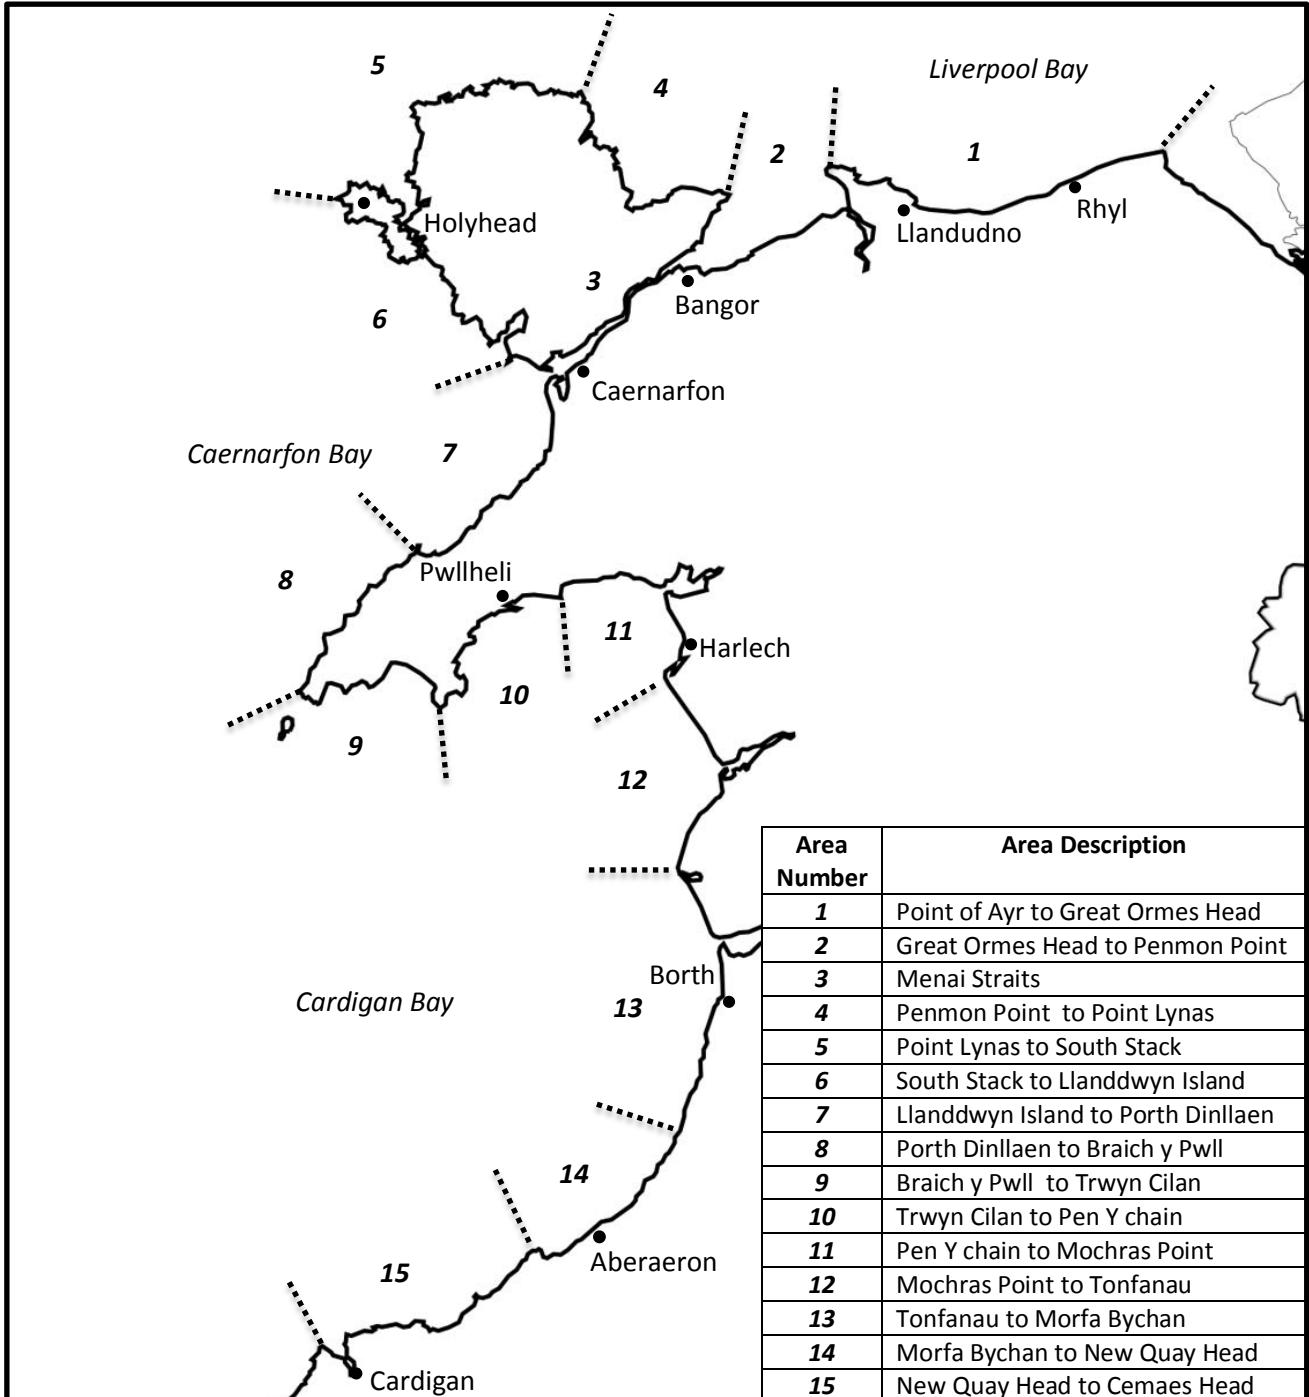 5
4
Liverpool Bay
2
1
Rhyl
Holyhead
Llandudno
3
Bangor
6
Caernarfon
Caernarfon Bay
7
8
Pwllheli
11
Harlech
10
9
12
Borth
Cardigan Bay
13
14
Aberaeron
15
Cardigan
Area Number Area Description
1 Point of Ayr to Great Ormes Head
2 Great Ormes Head to Penmon Point
3 Menai Straits
4 Penmon Point to Point Lynas
5 Point Lynas to South Stack
6 South Stack to Llanddwyn Island
7 Llanddwyn Island to Porth Dinllaen
8 Porth Dinllaen to Braich y Pwll
9 Braich y Pwll to Trwyn Cilan
10 Trwyn Cilan to Pen Y chain
11 Pen Y chain to Mochras Point
12 Mochras Point to Tonfanau
13 Tonfanau to Morfa Bychan
14 Morfa Bychan to New Quay Head
15 New Quay Head to Cemaes Head